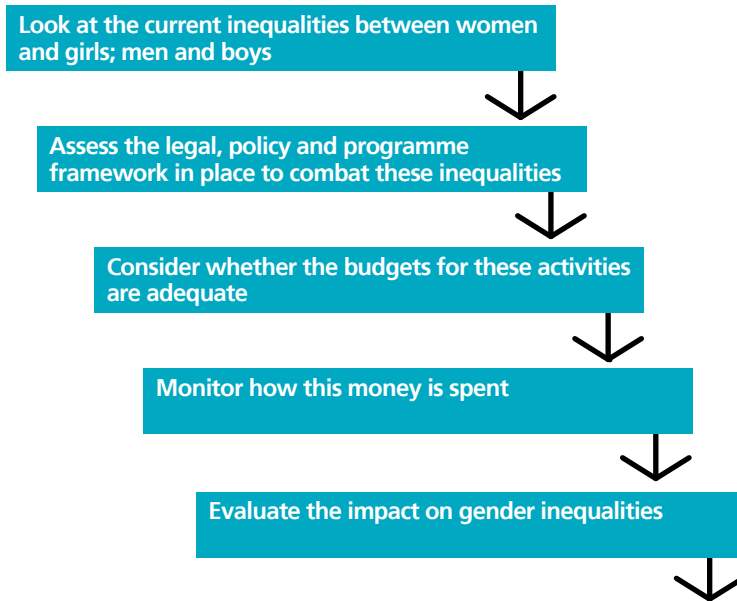 Look at the current inequalities between women
and girls; men and boys
Assess the legal, policy and programme
framework in place to combat these inequalities
Consider whether the budgets for these activities
are adequate
Monitor how this money is spent
Evaluate the impact on gender inequalities